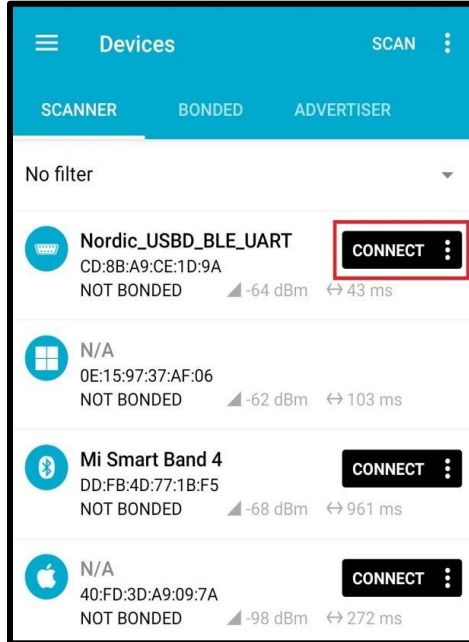 Devices SCAN
SCANNER BONDED ADVERTISER
No filter
Nordic_USBD_BLE_UART
CONNECT
CD:8B:A9:CE:1D:9A
NOT BONDED -64 dBm 43 ms
N/A
0E:15:97:37:AF:06
NOT BONDED -62 dBm 103 ms
Mi Smart Band 4
CONNECT
DD:FB:4D:77:1B:F5
NOT BONDED -68 dBm 961 ms
N/A
CONNECT
40:FD:3D:A9:09:7A
NOT BONDED -98 dBm 272 ms